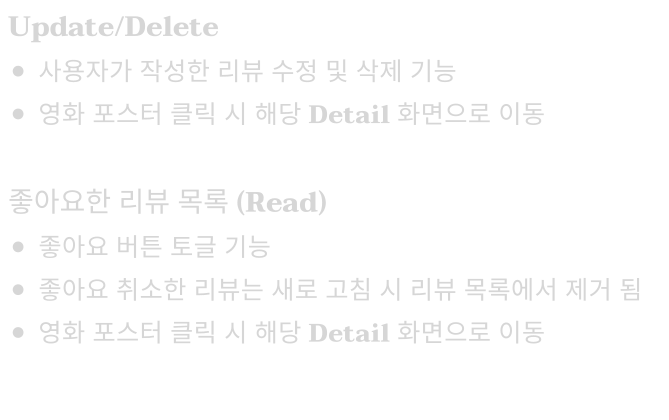 Update/Delete
● 사용자가 작성한 리뷰 수정 및 삭제 기능
● 영화 포스터 클릭 시 해당 Detail 화면으로 이동
좋아요한 리뷰 목록 (Read)
● 좋아요 버튼 토글 기능
● 좋아요 취소한 리뷰는 새로 고침 시 리뷰 목록에서 제거 됨
● 영화 포스터 클릭 시 해당 Detail 화면으로 이동